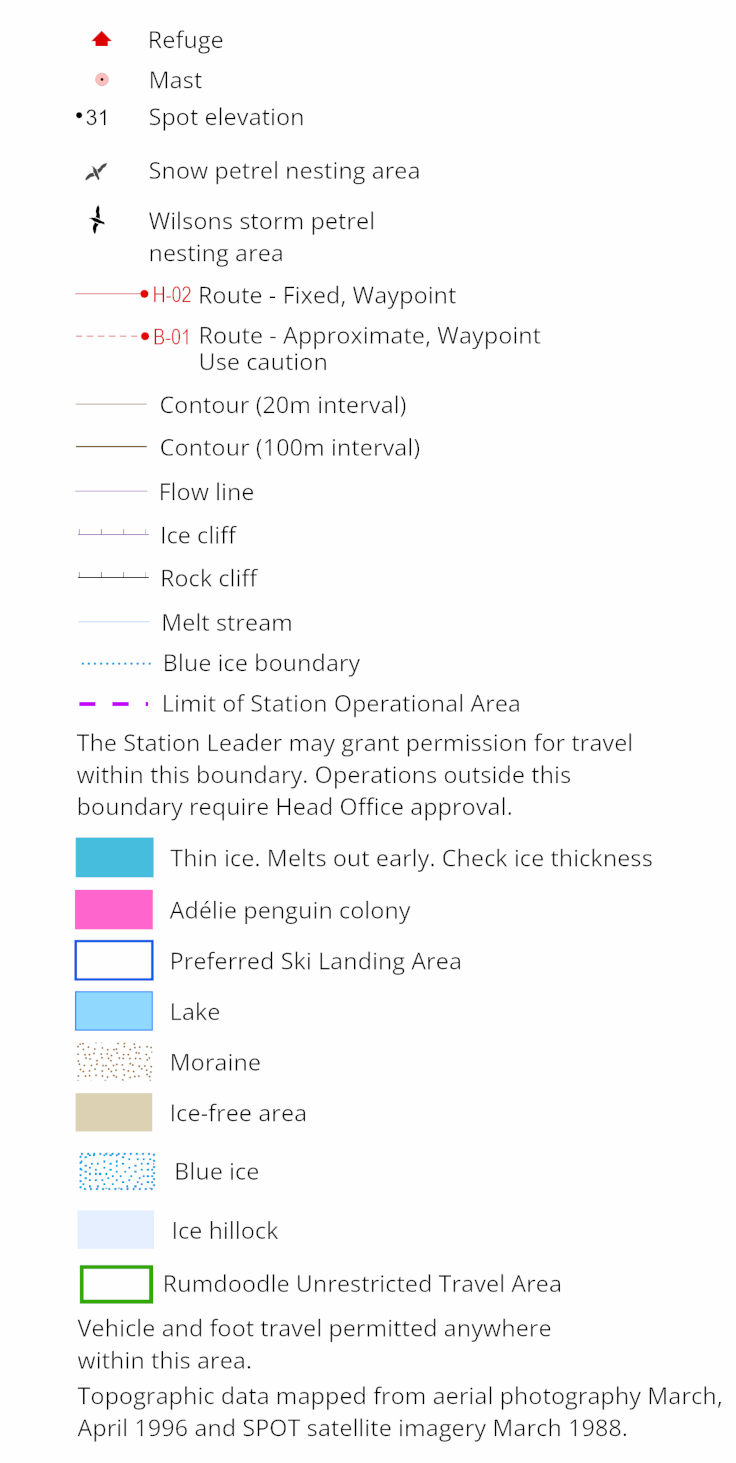 Refuge
Mast
•31 Spot elevation
Snow petrel nesting area
Wilsons storm petrel
nesting area
H-02 Route - Fixed, Waypoint
B-01 Route - Approximate, Waypoint
Use caution
Contour (20m interval)
Contour (100m interval)
Flow line
Ice cliff
Rock cliff
Melt stream
Blue ice boundary
Limit of Station Operational Area
The Station Leader may grant permission for travel
within this boundary. Operations outside this
boundary require Head Office approval.
Thin ice. Melts out early. Check ice thickness
Adélie penguin colony
Preferred Ski Landing Area
Lake
Moraine
Ice-free area
Blue ice
Ice hillock
Rumdoodle Unrestricted Travel Area
Vehicle and foot travel permitted anywhere
within this area.
Topographic data mapped from aerial photography March,
April 1996 and SPOT satellite imagery March 1988.